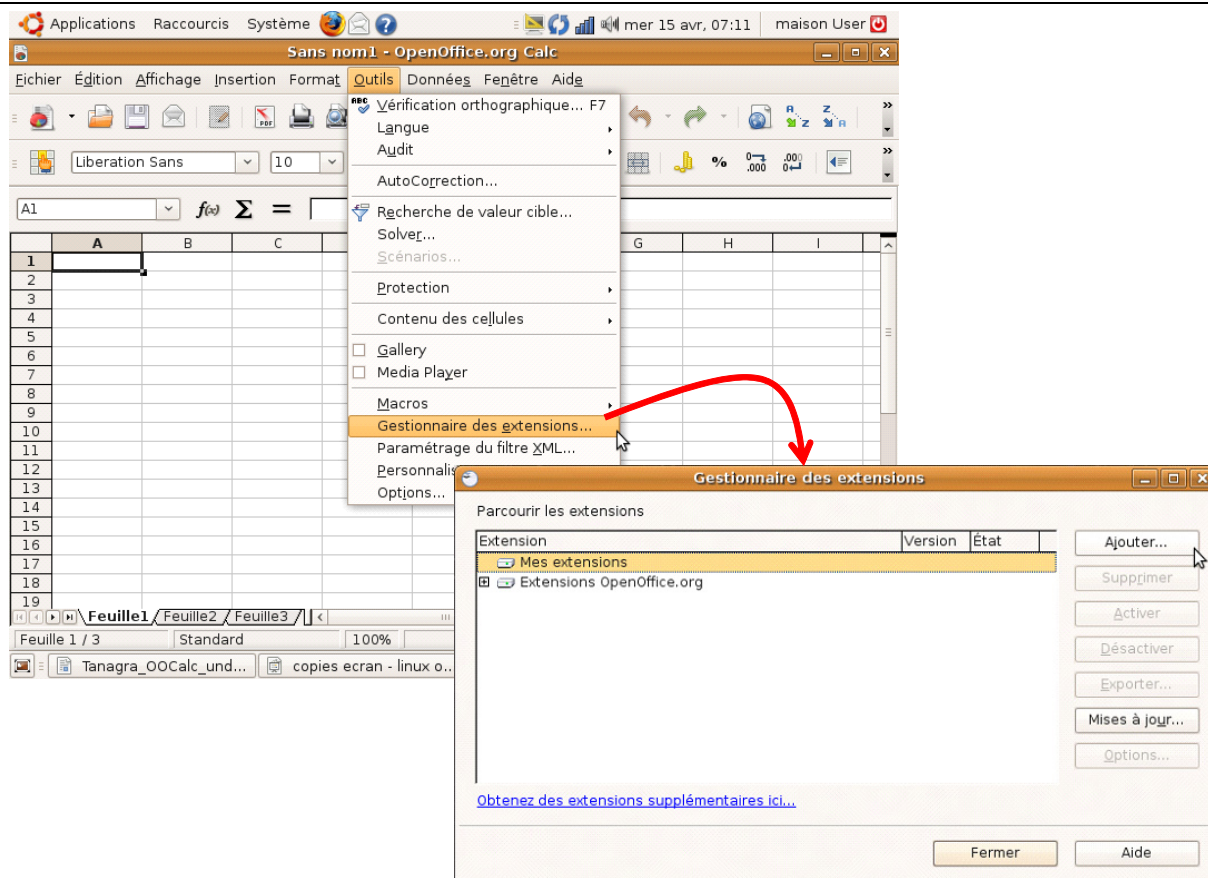 Applications Raccourcis Système mer 15 avr, 07:11 maison User
Sans nom1 - OpenOffice.org Calc
Fichier Édition Affichage Insertion Format Outils Données Fenêtre Aide
ABC Vérification orthographique... F7
Langue
Audit
AutoCorrection...
Recherche de valeur cible...
Solver...
Scénarios...
Protection
Contenu des cellules
Gallery
Media Player
Macros
Gestionnaire des extensions...
Paramétrage du filtre XML...
Personnalis
Options...
PDF
A Z Z A
Liberation Sans 10 % 0 .000 .000 0
A1 f(x) Σ =
A B C G H I
1
2
3
4
5
6
7
8
9
10
11
12
13
14
15
16
17
18
19
Feuille1 Feuille2 Feuille3
Feuille 1 / 3 Standard 100%
Tanagra_OOCalc_und... copies ecran - linux o...
Gestionnaire des extensions
Parcourir les extensions
Extension Version État
Mes extensions
Extensions OpenOffice.org
Ajouter...
Supprimer
Activer
Désactiver
Exporter...
Mises à jour...
Options...
Obtenez des extensions supplémentaires ici...
Fermer Aide